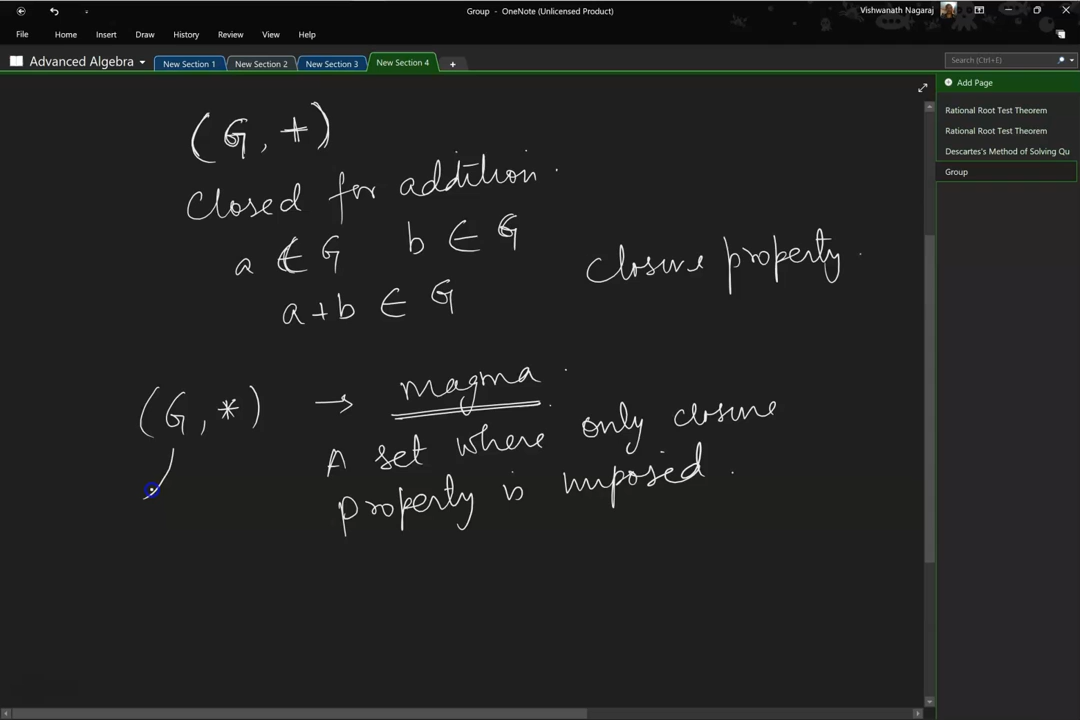 Group - OneNote (Unlicensed Product)
Vishwanath Nagaraj
File Home Insert Draw History Review View Help
Advanced Algebra New Section 1 New Section 2 New Section 3 New Section 4 +
Search (Ctrl+E)
Add Page
Rational Root Test Theorem
Rational Root Test Theorem
Descartes's Method of Solving Qu
Group
(G, +)
Closed for addition.
a ∈ G b ∈ G
closure property.
a + b ∈ G
(G, *) → magma.
A set where only closure
property is imposed.